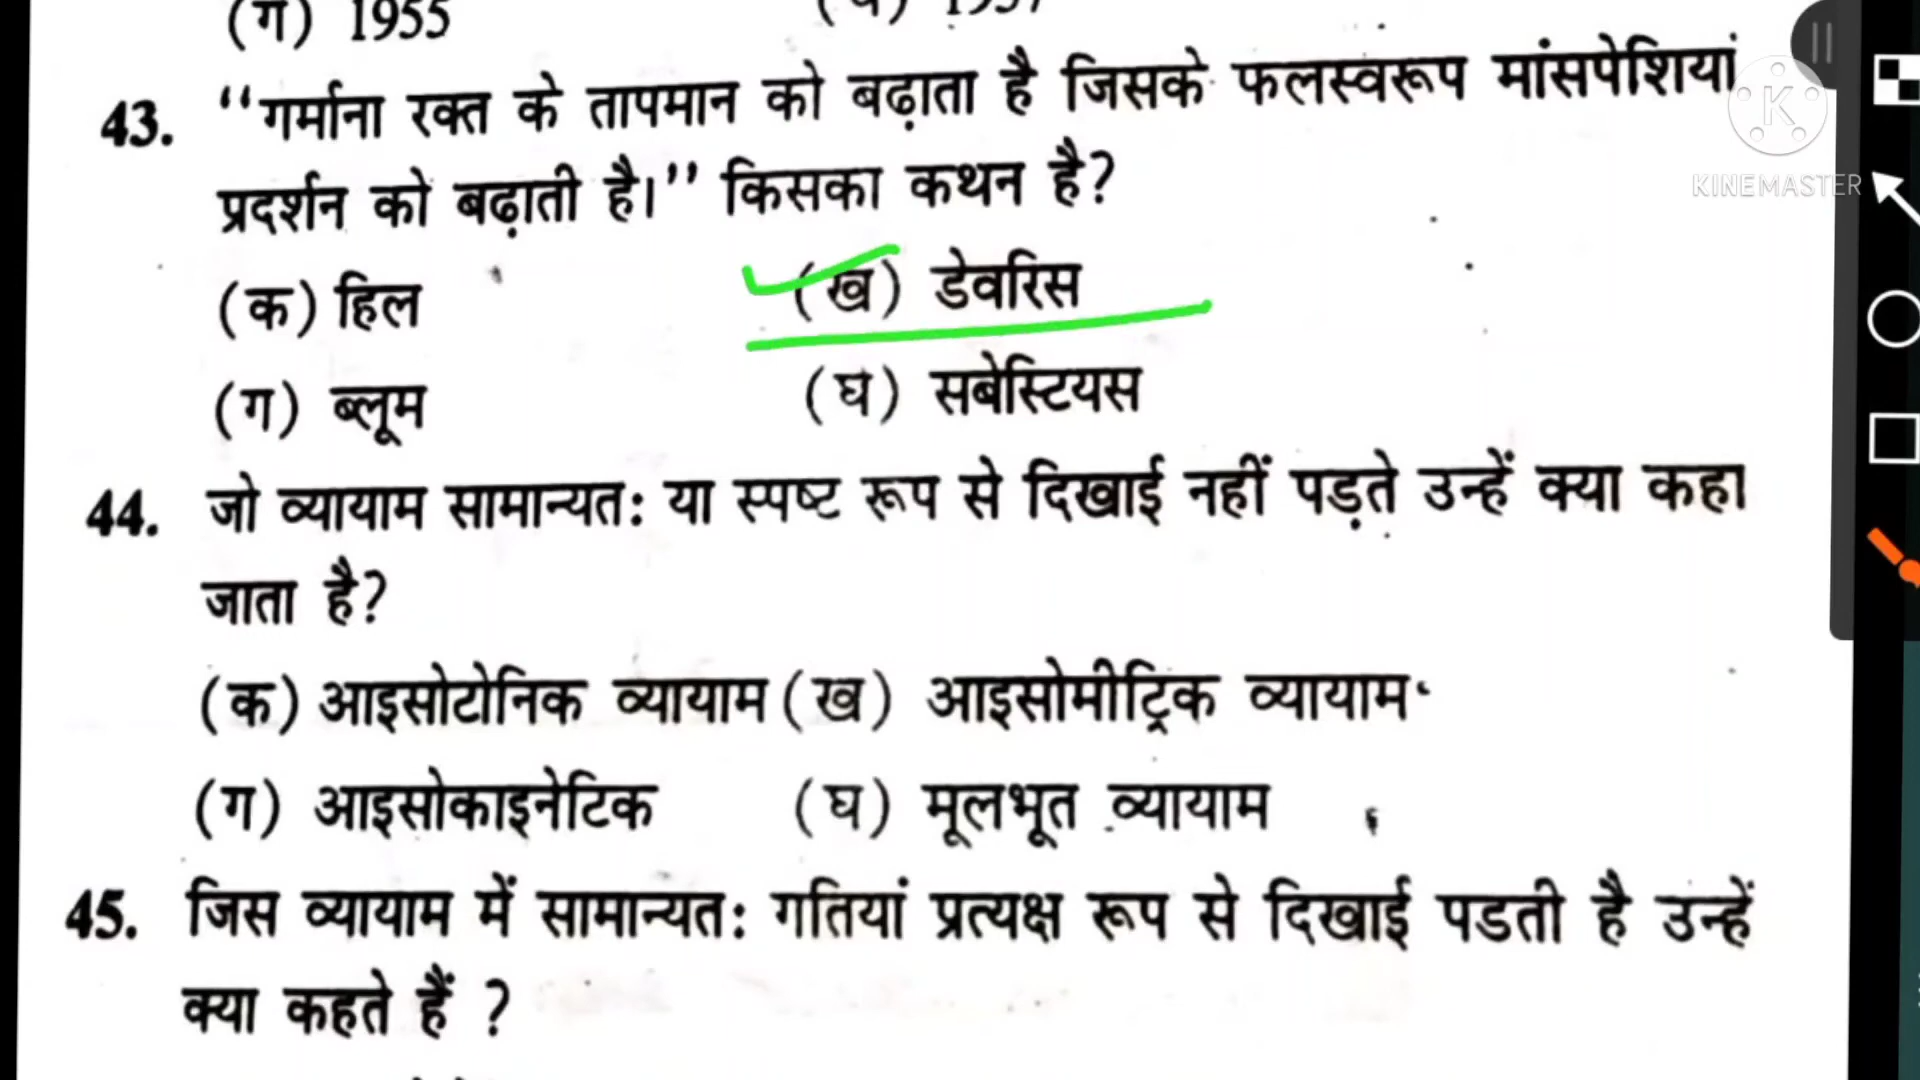 (ग) 1955
43. “गर्माना रक्त के तापमान को बढ़ाता है जिसके फलस्वरूप मांसपेशियां
प्रदर्शन को बढ़ाती है।” किसका कथन है?
(क) हिल (ख) डेवरिस
(ग) ब्लूम (घ) सबेस्टियस
44. जो व्यायाम सामान्यत: या स्पष्ट रूप से दिखाई नहीं पड़ते उन्हें क्या कहा
जाता है?
(क) आइसोटोनिक व्यायाम (ख) आइसोमीट्रिक व्यायाम
(ग) आइसोकाइनेटिक (घ) मूलभूत व्यायाम
45. जिस व्यायाम में सामान्यत: गतियां प्रत्यक्ष रूप से दिखाई पडती है उन्हें
क्या कहते हैं ?
K
KINEMASTER